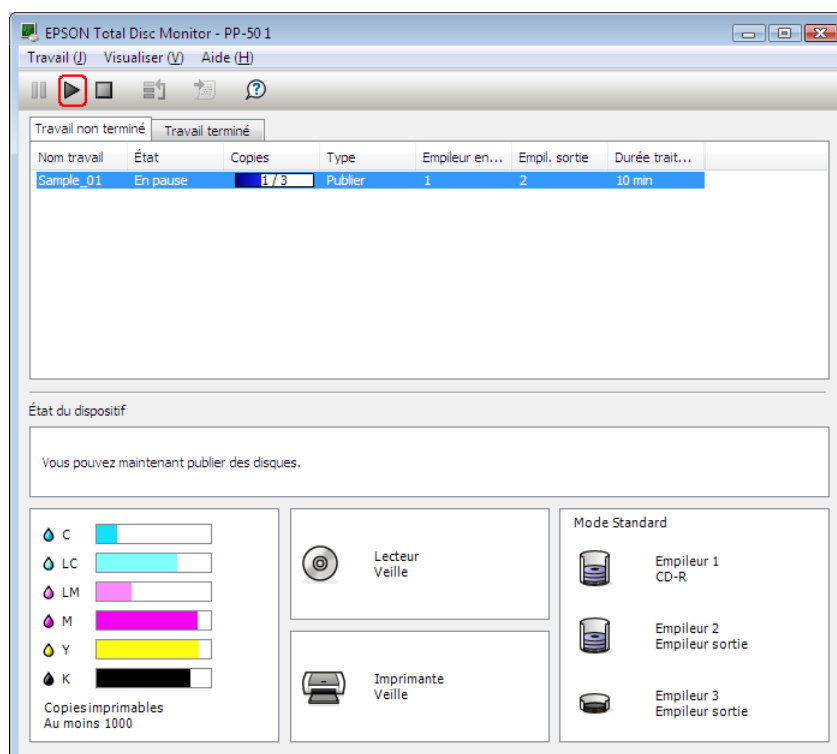 EPSON Total Disc Monitor - PP-50 1
Travail (J) Visualiser (V) Aide (H)
Travail non terminé Travail terminé
Nom travail État Copies Type Empileur en... Empil. sortie Durée trait...
Sample_01 En pause 1 / 3 Publier 1 2 10 min
État du dispositif
Vous pouvez maintenant publier des disques.
C
LC
LM
M
Y
K
Copies imprimables
Au moins 1000
Lecteur
Veille
Imprimante
Veille
Mode Standard
Empileur 1
CD-R
Empileur 2
Empileur sortie
Empileur 3
Empileur sortie